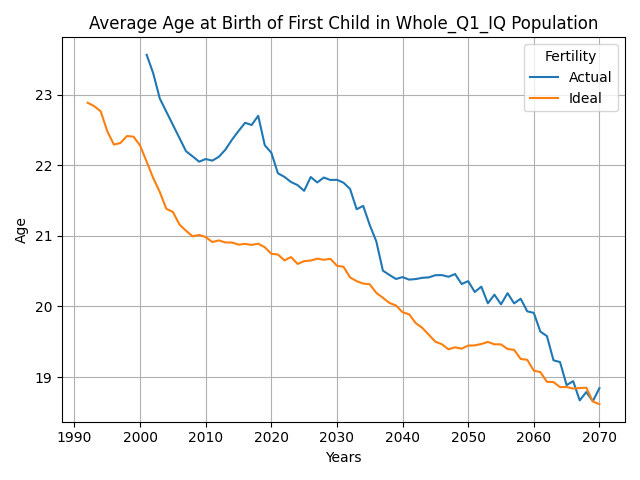 Average Age at Birth of First Child in Whole_Q1_IQ Population
Fertility
Actual
Ideal
Age
23
22
21
20
19
1990
2000
2010
2020
2030
2040
2050
2060
2070
Years